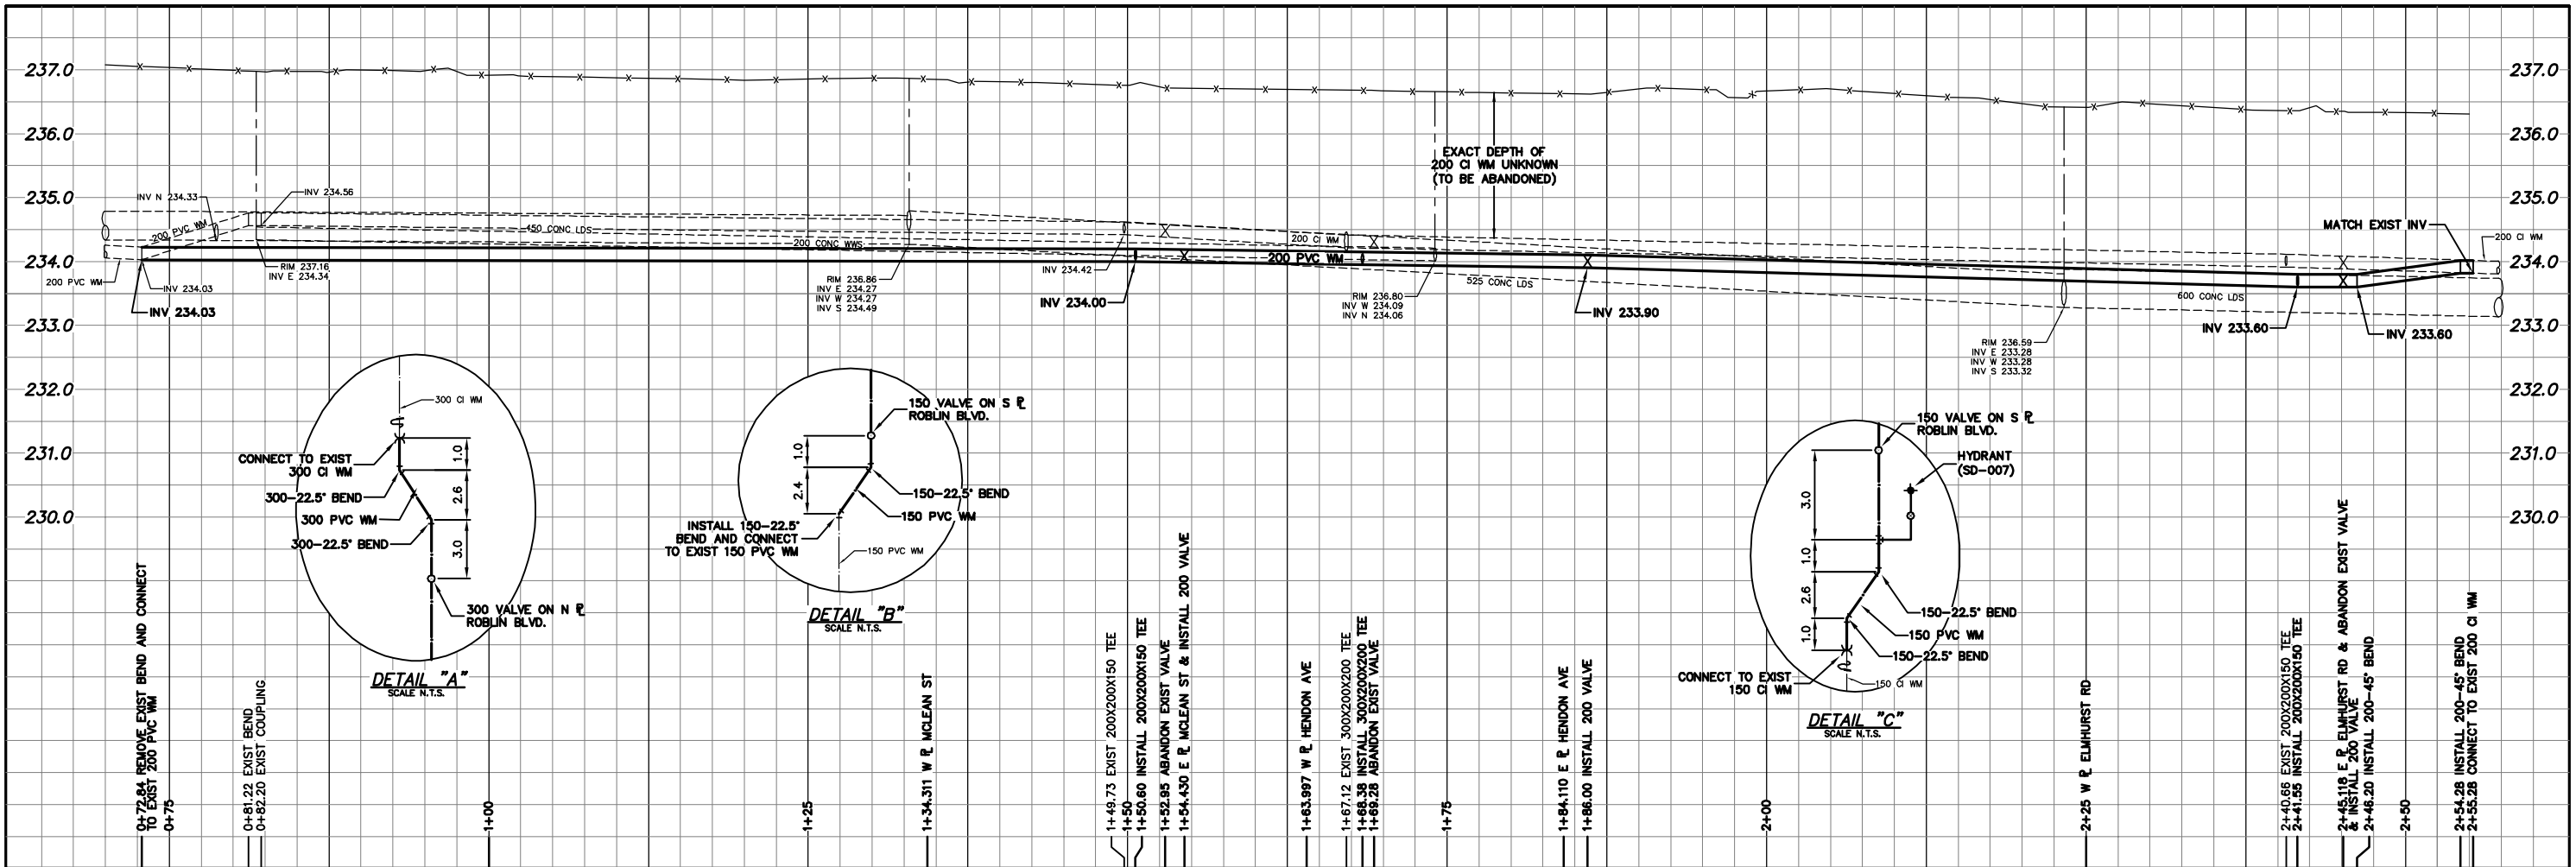 237.0
237.0
236.0
236.0
235.0
235.0
234.0
234.0
233.0
233.0
232.0
232.0
231.0
231.0
230.0
230.0
INV N 234.33
INV 234.56
200 PVC WM
450 CONC LDS
200 CONC WWS
200 PVC WM
INV 234.03
INV 234.03
RIM 237.16
INV E 234.34
RIM 236.86
INV E 234.27
INV W 234.27
INV S 234.49
INV 234.42
INV 234.00
200 CI WM
200 PVC WM
EXACT DEPTH OF
200 CI WM UNKNOWN
(TO BE ABANDONED)
RIM 236.80
INV W 234.09
INV N 234.06
525 CONC LDS
INV 233.90
RIM 236.59
INV E 233.28
INV W 233.28
INV S 233.32
600 CONC LDS
INV 233.60
INV 233.60
MATCH EXIST INV
200 CI WM
300 CI WM
CONNECT TO EXIST
300 CI WM
300-22.5° BEND
300 PVC WM
300-22.5° BEND
1.0
2.6
3.0
300 VALVE ON N PL
ROBLIN BLVD.
DETAIL "A"
SCALE N.T.S.
150 VALVE ON S PL
ROBLIN BLVD.
1.0
2.4
150-22.5° BEND
150 PVC WM
INSTALL 150-22.5°
BEND AND CONNECT
TO EXIST 150 PVC WM
150 PVC WM
DETAIL "B"
SCALE N.T.S.
150 VALVE ON S PL
ROBLIN BLVD.
HYDRANT
(SD-007)
3.0
1.0
2.6
1.0
150-22.5° BEND
150 PVC WM
150-22.5° BEND
CONNECT TO EXIST
150 CI WM
150 CI WM
DETAIL "C"
SCALE N.T.S.
0+72.84 REMOVE EXIST BEND AND CONNECT
TO EXIST 200 PVC WM
0+75
0+81.22 EXIST BEND
0+82.20 EXIST COUPLING
1+00
1+25
1+34.311 W PL MCLEAN ST
1+49.73 EXIST 200X200X150 TEE
1+50
1+50.60 INSTALL 200X200X150 TEE
1+52.95 ABANDON EXIST VALVE
1+54.430 E PL MCLEAN ST & INSTALL 200 VALVE
1+63.997 W PL HENDON AVE
1+67.12 EXIST 300X200X200 TEE
1+68.38 INSTALL 300X200X200 TEE
1+69.28 ABANDON EXIST VALVE
1+75
1+84.110 E PL HENDON AVE
1+86.00 INSTALL 200 VALVE
2+00
2+25 W PL ELMHURST RD
2+40.66 EXIST 200X200X150 TEE
2+41.55 INSTALL 200X200X150 TEE
2+45.118 E PL ELMHURST RD & ABANDON EXIST VALVE
& INSTALL 200 VALVE
2+46.20 INSTALL 200-45° BEND
2+50
2+54.28 INSTALL 200-45° BEND
2+55.28 CONNECT TO EXIST 200 CI WM